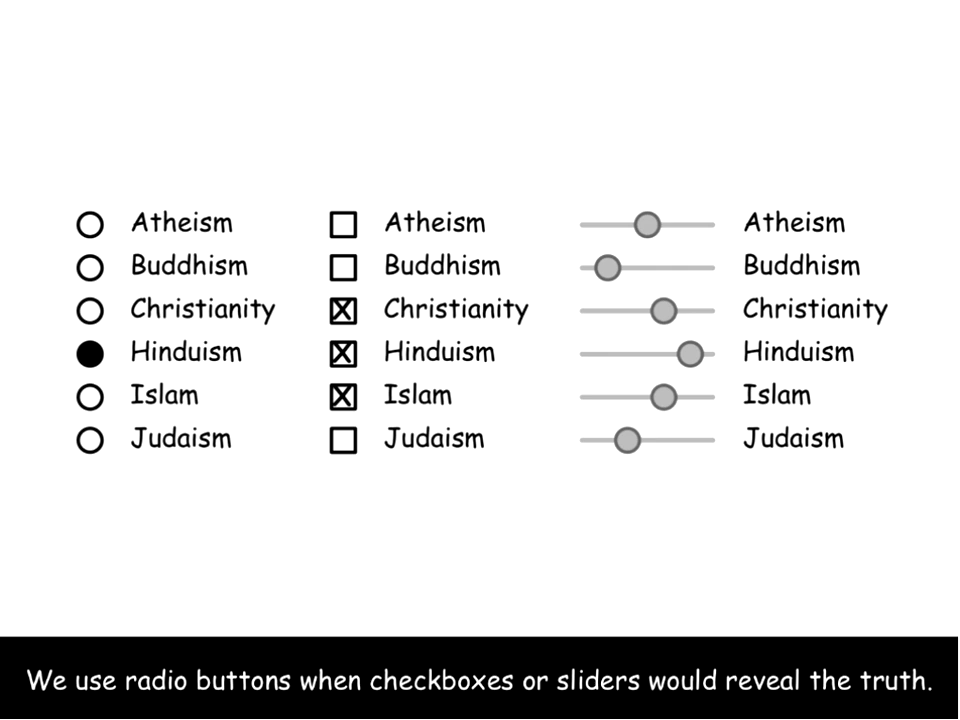 Atheism Atheism Atheism
Buddhism Buddhism Buddhism
Christianity Christianity Christianity
Hinduism Hinduism Hinduism
Islam Islam Islam
Judaism Judaism Judaism
We use radio buttons when checkboxes or sliders would reveal the truth.